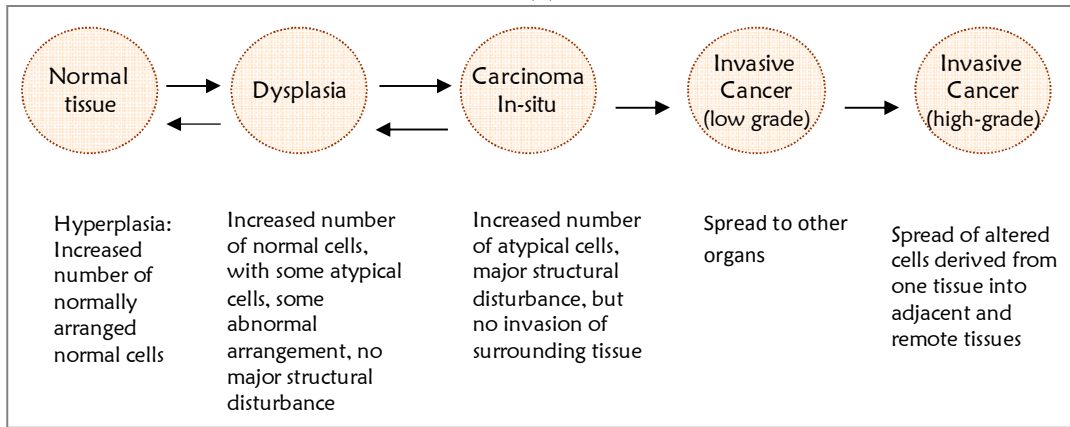 Normal
tissue
Dysplasia
Carcinoma
In-situ
Invasive
Cancer
(low grade)
Invasive
Cancer
(high-grade)
Hyperplasia:
Increased
number of
normally
arranged
normal cells
Increased number
of normal cells,
with some atypical
cells, some
abnormal
arrangement, no
major structural
disturbance
Increased number
of atypical cells,
major structural
disturbance, but
no invasion of
surrounding tissue
Spread to other
organs
Spread of altered
cells derived from
one tissue into
adjacent and
remote tissues